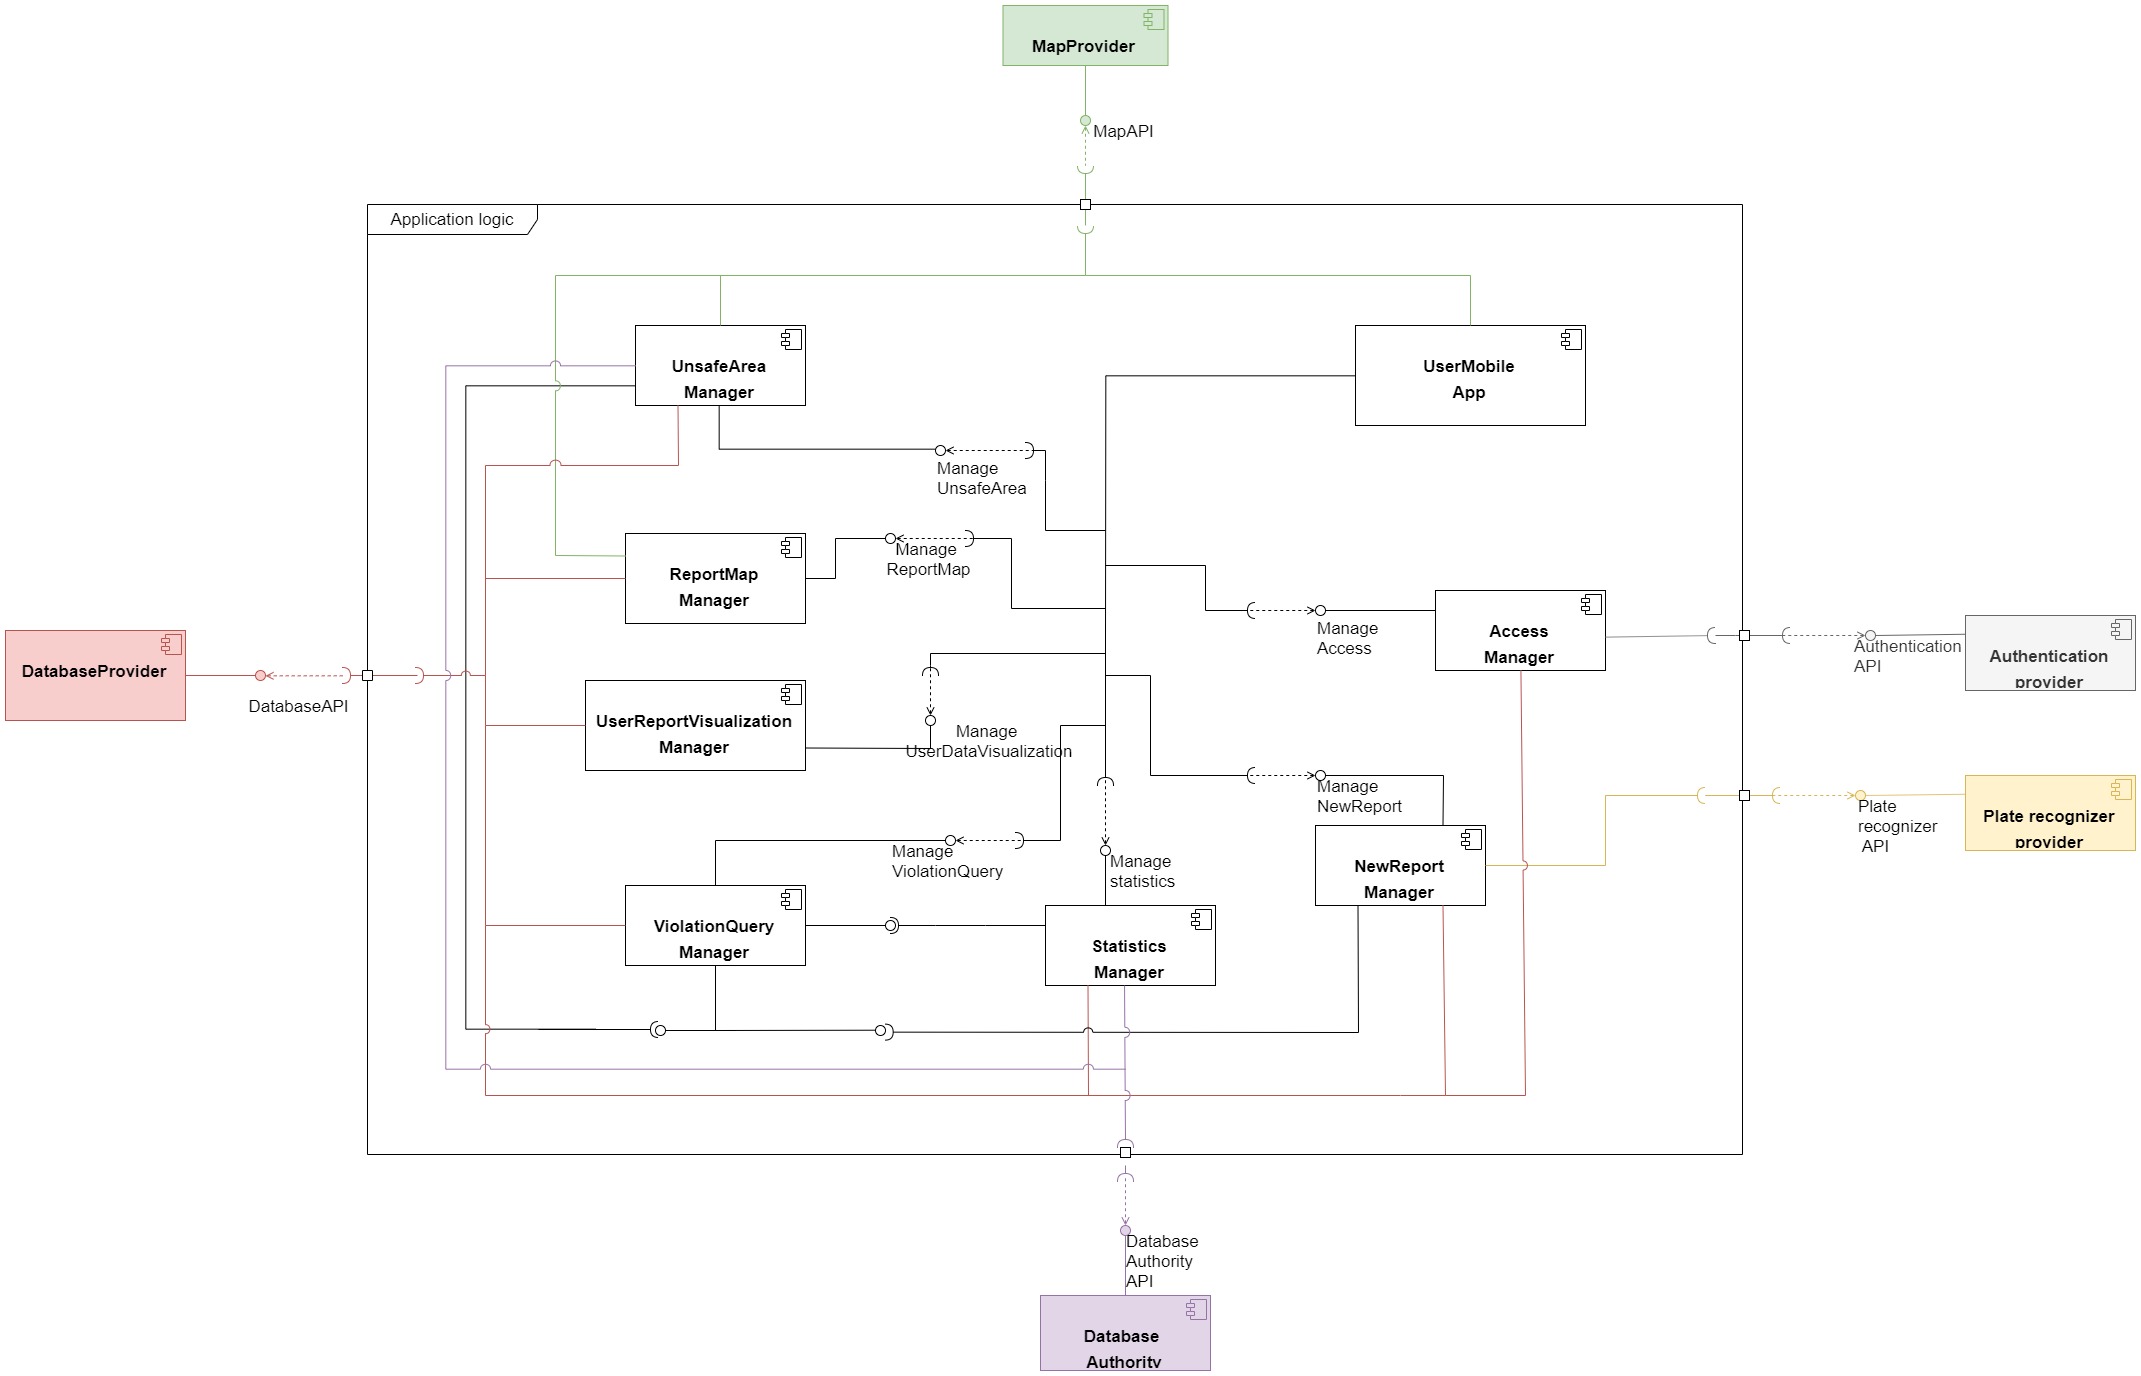 MapProvider
MapAPI
Application logic
UnsafeArea
Manager
UserMobile
App
Manage
UnsafeArea
Manage
ReportMap
ReportMap
Manager
Manage
Access
Access
Manager
Authentication
API
Authentication
provider
DatabaseProvider
DatabaseAPI
UserReportVisualization
Manager
Manage
UserDataVisualization
Manage
NewReport
Plate
recognizer
API
Plate recognizer
provider
Manage
ViolationQuery
Manage
statistics
NewReport
Manager
ViolationQuery
Manager
Statistics
Manager
Database
Authority
API
Database
Authority